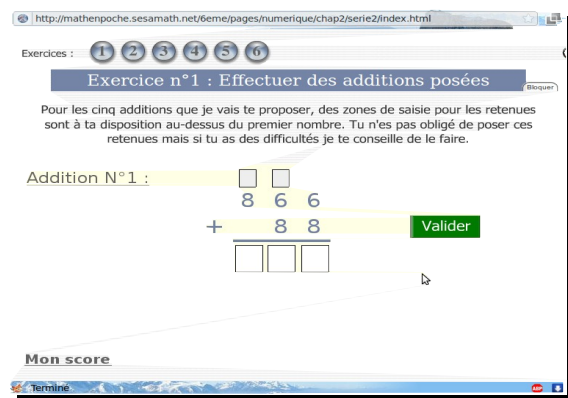 http://mathenpoche.sesamath.net/6eme/pages/numerique/chap2/serie2/index.html
Exercices : 1 2 3 4 5 6
Exercice n°1 : Effectuer des additions posées
Bloquer
Pour les cinq additions que je vais te proposer, des zones de saisie pour les retenues
sont à ta disposition au-dessus du premier nombre. Tu n'es pas obligé de poser ces
retenues mais si tu as des difficultés je te conseille de le faire.
Addition N°1 :
8 6 6
+ 8 8
Valider
Mon score
Terminé
ABP